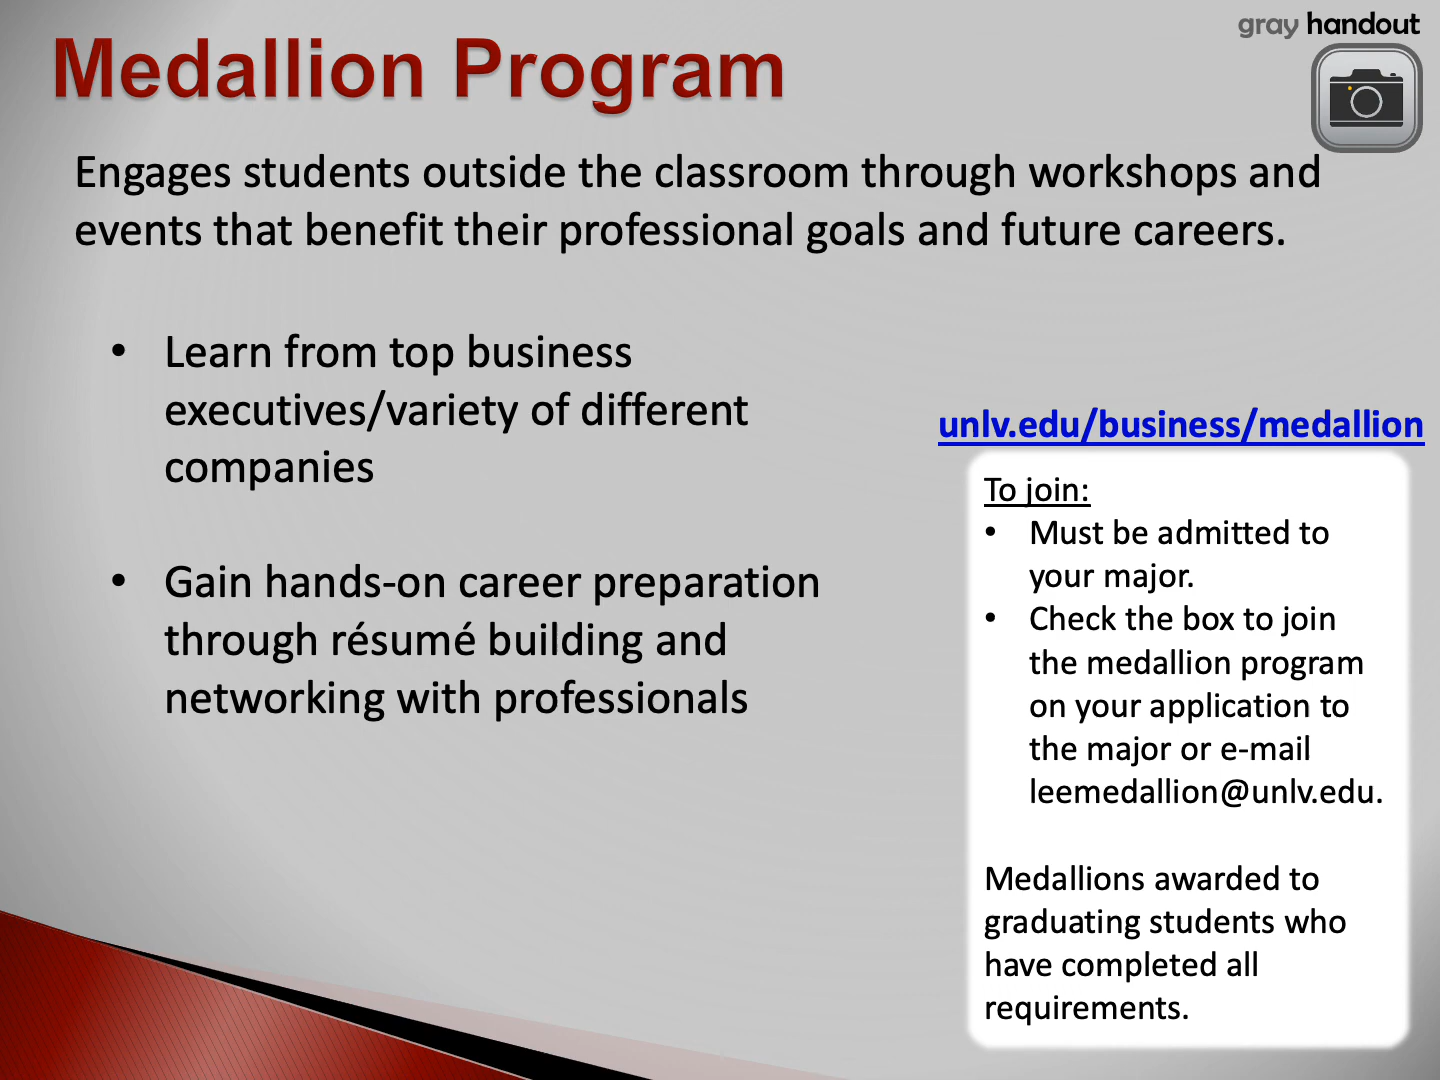 gray handout
Medallion Program
Engages students outside the classroom through workshops and
events that benefit their professional goals and future careers.
• Learn from top business
executives/variety of different
companies
• Gain hands-on career preparation
through résumé building and
networking with professionals
unlv.edu/business/medallion
To join:
• Must be admitted to
your major.
• Check the box to join
the medallion program
on your application to
the major or e-mail
leemedallion@unlv.edu.
Medallions awarded to
graduating students who
have completed all
requirements.